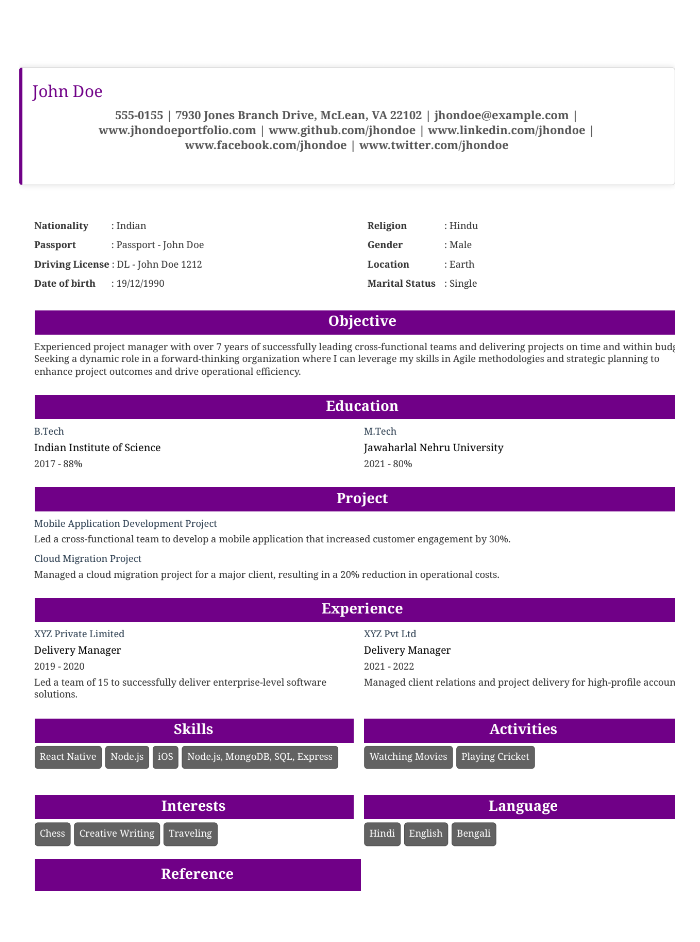 John Doe
555-0155 | 7930 Jones Branch Drive, McLean, VA 22102 | jhondoe@example.com |
www.jhondoeportfolio.com | www.github.com/jhondoe | www.linkedin.com/jhondoe |
www.facebook.com/jhondoe | www.twitter.com/jhondoe
Nationality : Indian
Religion : Hindu
Passport : Passport - John Doe
Gender : Male
Driving License : DL - John Doe 1212
Location : Earth
Date of birth : 19/12/1990
Marital Status : Single
Objective
Experienced project manager with over 7 years of successfully leading cross-functional teams and delivering projects on time and within
Seeking a dynamic role in a forward-thinking organization where I can leverage my skills in Agile methodologies and strategic planning to
enhance project outcomes and drive operational efficiency.
Education
B.Tech
Indian Institute of Science
2017 - 88%
M.Tech
Jawaharlal Nehru University
2021 - 80%
Project
Mobile Application Development Project
Led a cross-functional team to develop a mobile application that increased customer engagement by 30%.
Cloud Migration Project
Managed a cloud migration project for a major client, resulting in a 20% reduction in operational costs.
Experience
XYZ Private Limited
Delivery Manager
2019 - 2020
Led a team of 15 to successfully deliver enterprise-level software
solutions.
XYZ Pvt Ltd
Delivery Manager
2021 - 2022
Managed client relations and project delivery for high-profile
Skills
React Native Node.js iOS Node.js, MongoDB, SQL, Express
Activities
Watching Movies Playing Cricket
Interests
Chess Creative Writing Traveling
Language
Hindi English Bengali
Reference